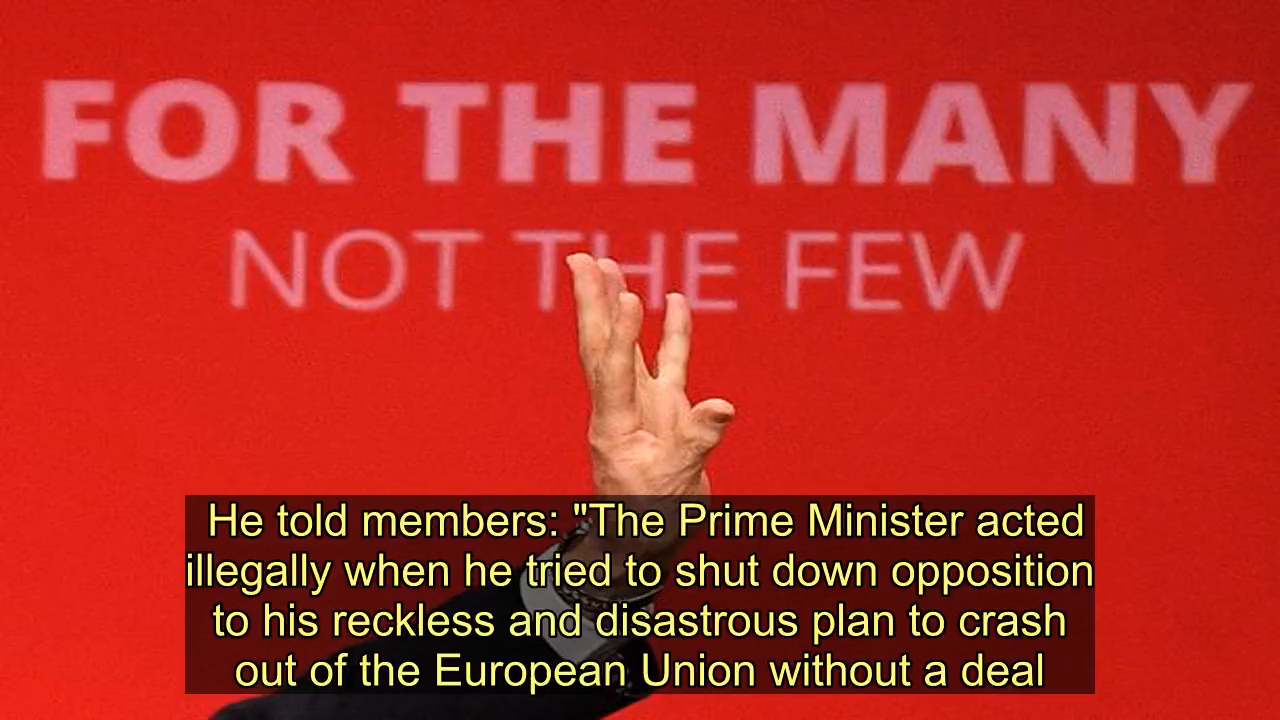 FOR THE MANY
NOT THE FEW
He told members: "The Prime Minister acted
illegally when he tried to shut down opposition
to his reckless and disastrous plan to crash
out of the European Union without a deal